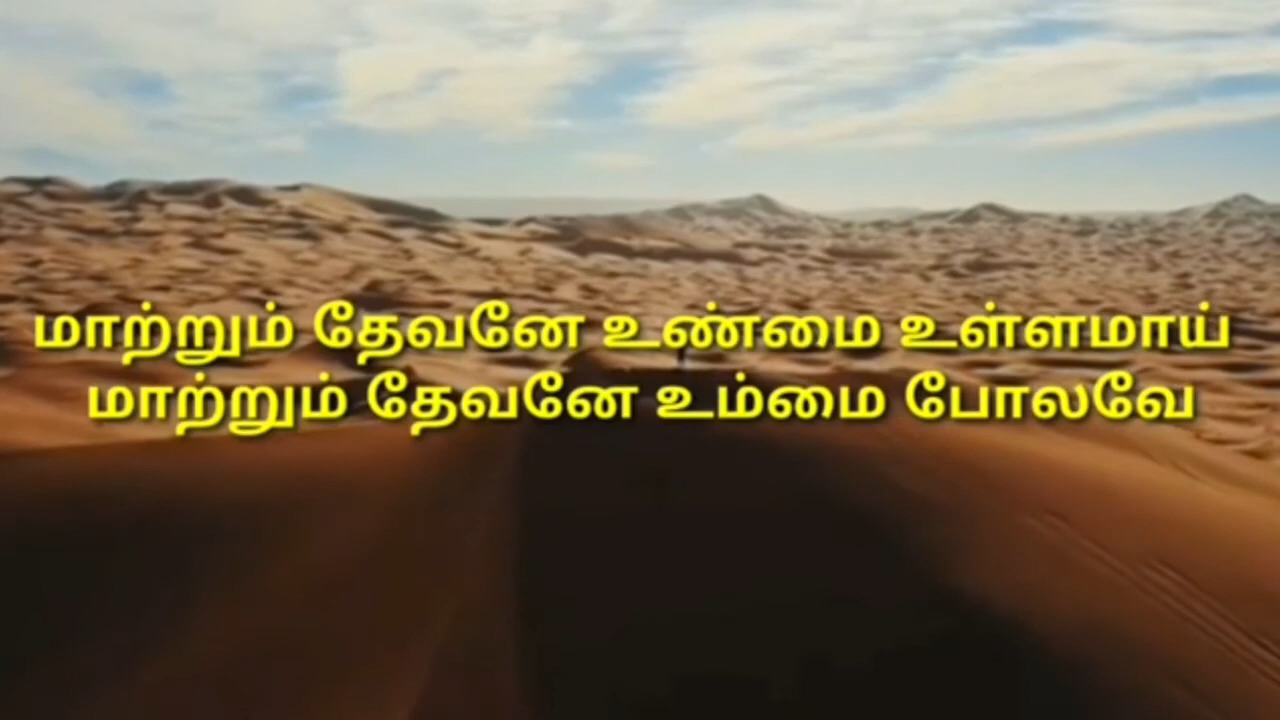 மாற்றும் தேவனே உண்மை உள்ளமாய்
மாற்றும் தேவனே உம்மை போலவே